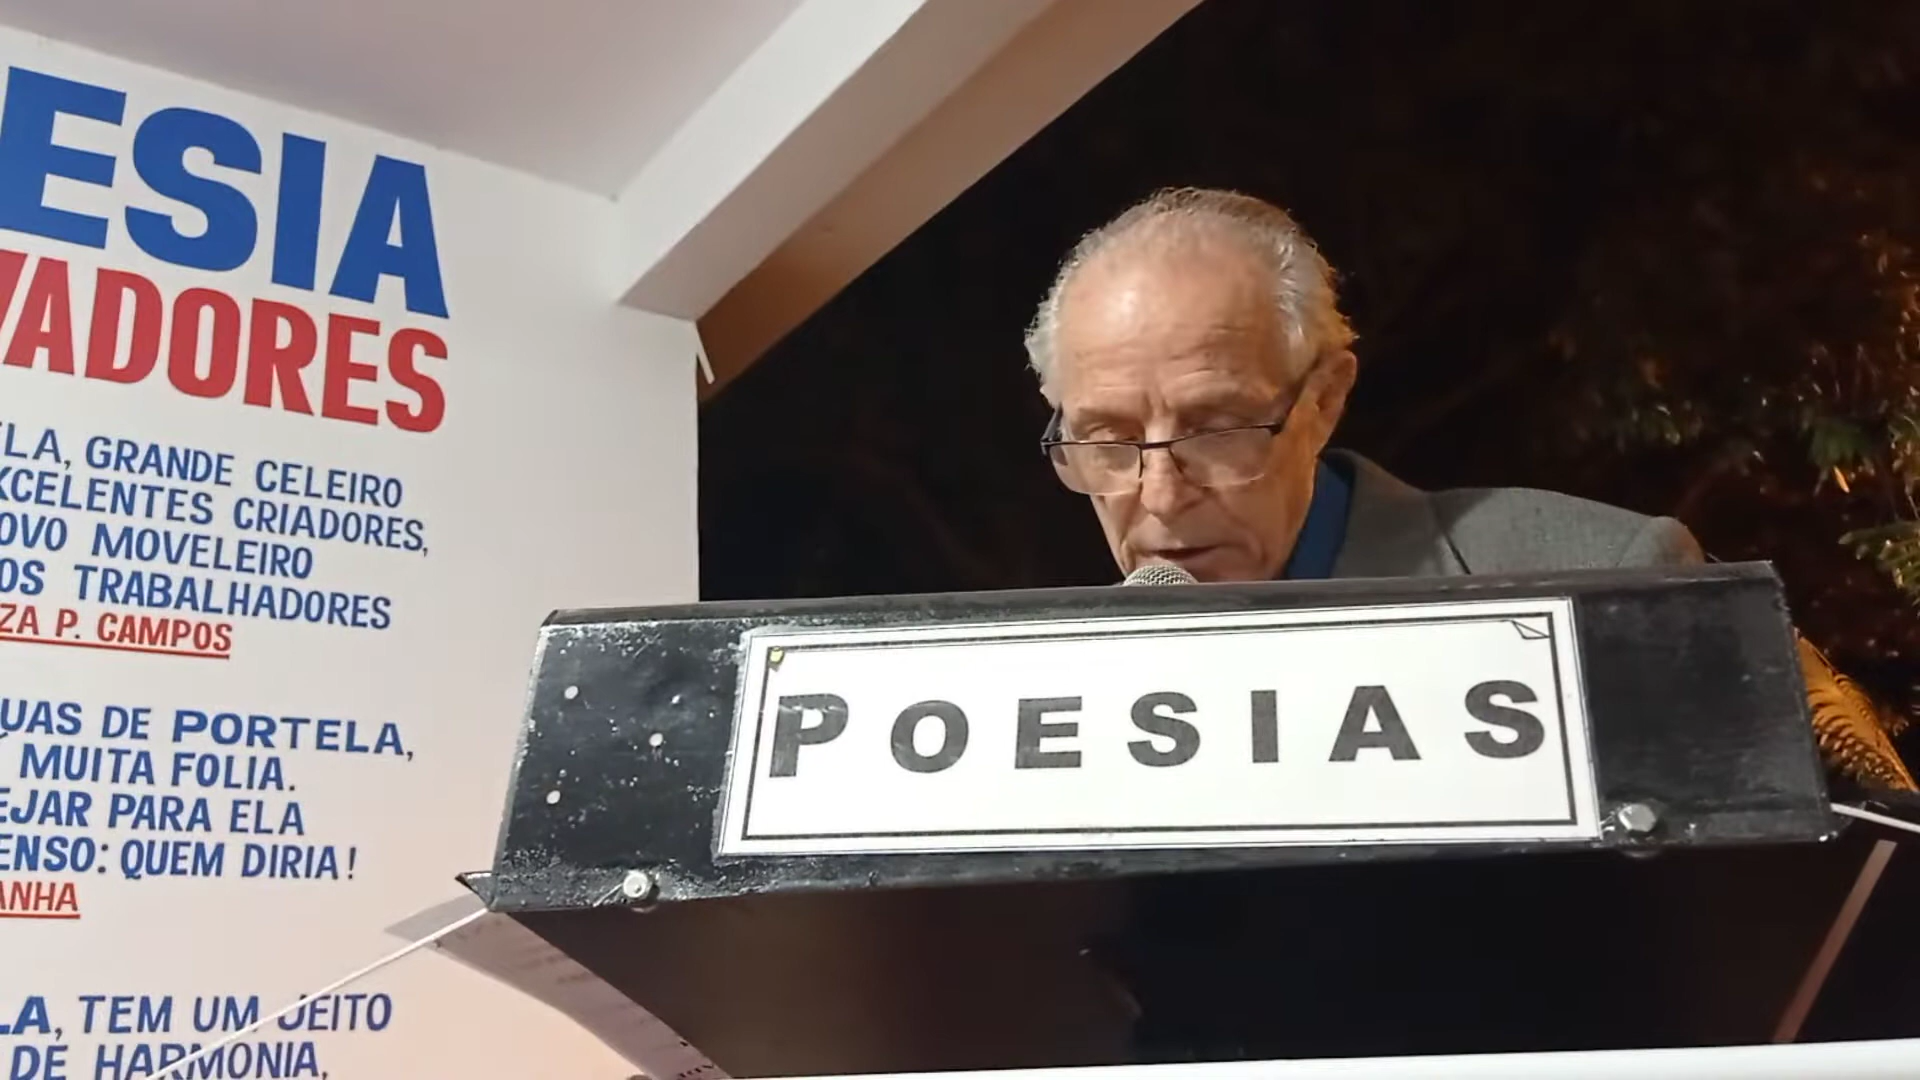 ESIA
VADORES
LA, GRANDE CELEIRO
XCELENTES CRIADORES,
OVO MOVELEIRO
OS TRABALHADORES
ZA P. CAMPOS
UAS DE PORTELA,
MUITA FOLIA.
EJAR PARA ELA
ENSO: QUEM DIRIA!
ANHA
LA, TEM UM JEITO
DE HARMONIA,
POESIAS